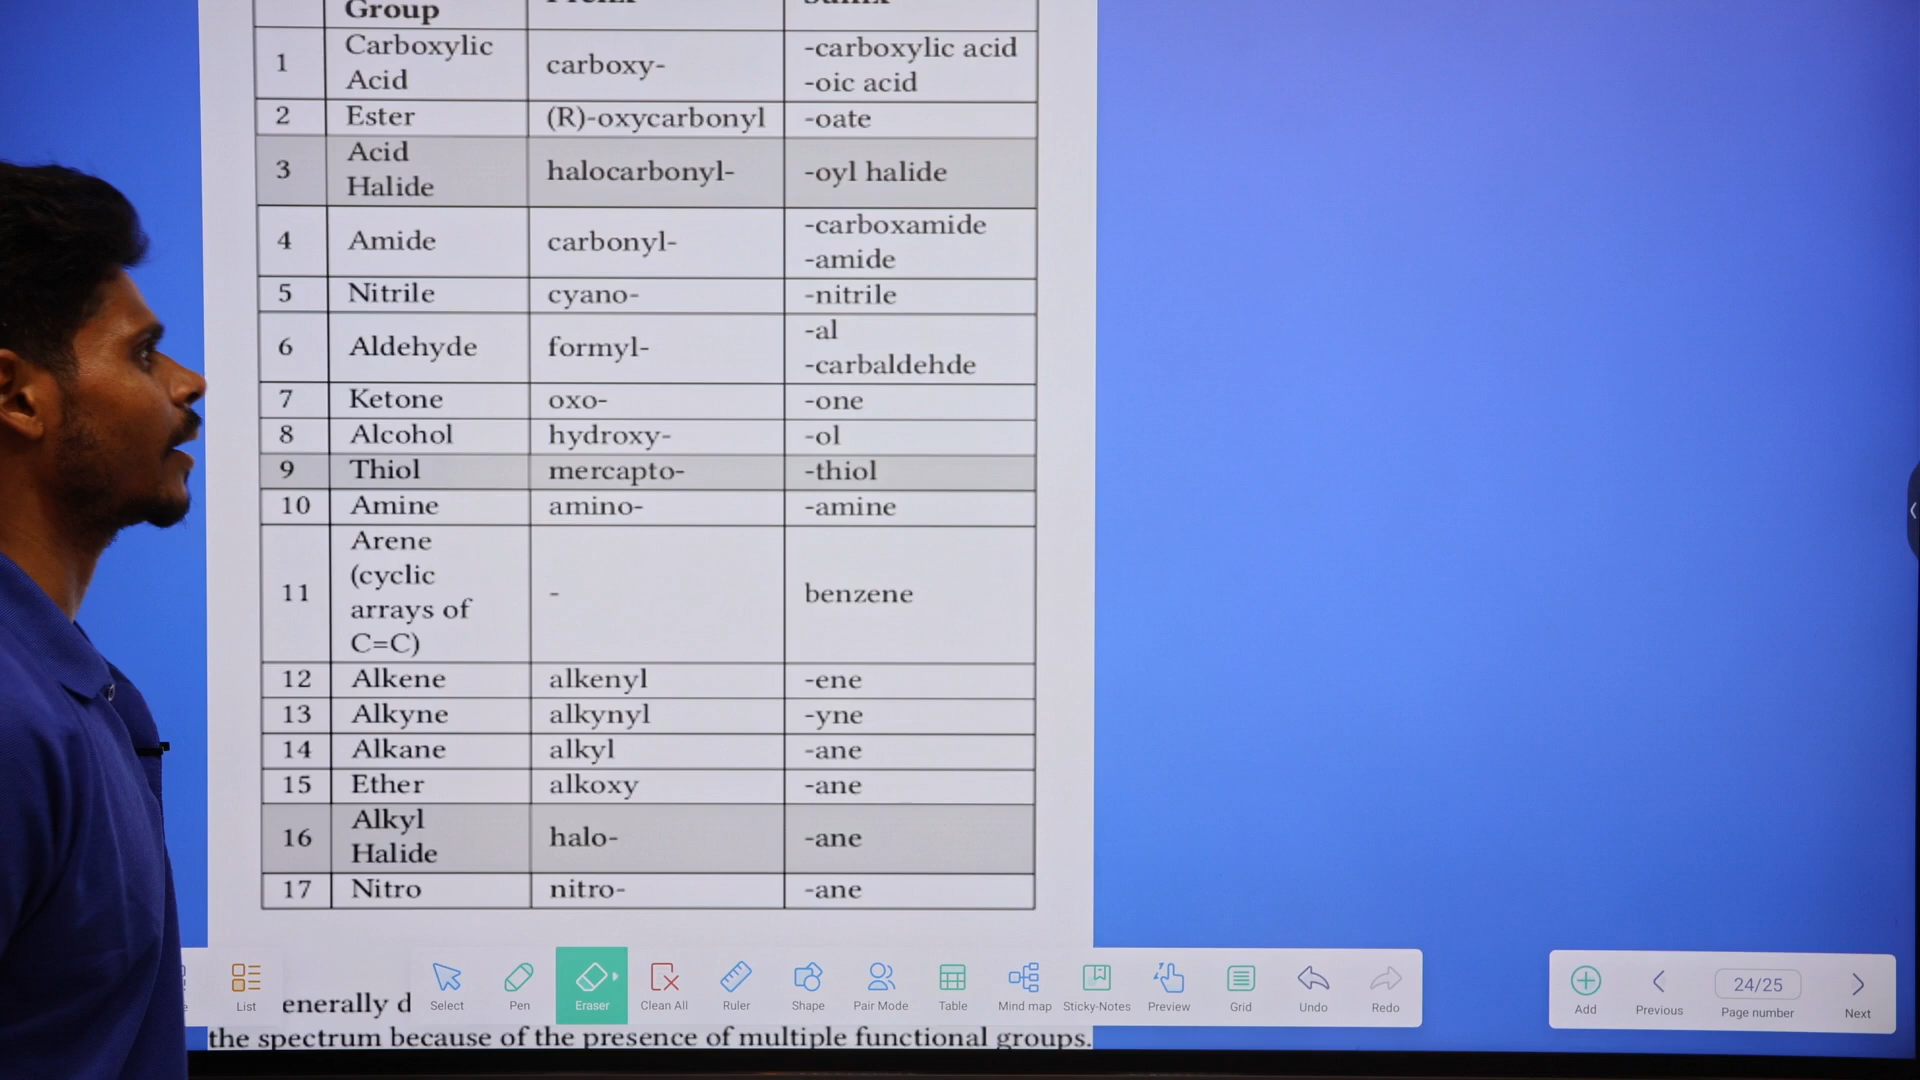 Group
1 Carboxylic Acid carboxy- -carboxylic acid -oic acid
2 Ester (R)-oxycarbonyl -oate
3 Acid Halide halocarbonyl- -oyl halide
4 Amide carbonyl- -carboxamide -amide
5 Nitrile cyano- -nitrile
6 Aldehyde formyl- -al -carbaldehde
7 Ketone oxo- -one
8 Alcohol hydroxy- -ol
9 Thiol mercapto- -thiol
10 Amine amino- -amine
11 Arene (cyclic arrays of C=C) - benzene
12 Alkene alkenyl -ene
13 Alkyne alkynyl -yne
14 Alkane alkyl -ane
15 Ether alkoxy -ane
16 Alkyl Halide halo- -ane
17 Nitro nitro- -ane
List Select Pen Eraser Clean All Ruler Shape Pair Mode Table Mind map Sticky-Notes Preview Grid Undo Redo
Add Previous 24/25 Page number Next
enerally d
the spectrum because of the presence of multiple functional groups.